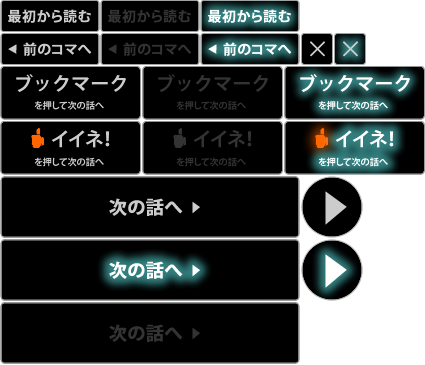 最初から読む 最初から読む 最初から読む
◀ 前のコマへ ◀ 前のコマへ ◀ 前のコマへ
ブックマーク ブックマーク ブックマーク
を押して次の話へ を押して次の話へ を押して次の話へ
イイネ! イイネ! イイネ!
を押して次の話へ を押して次の話へ を押して次の話へ
次の話へ ▶
次の話へ ▶
次の話へ ▶